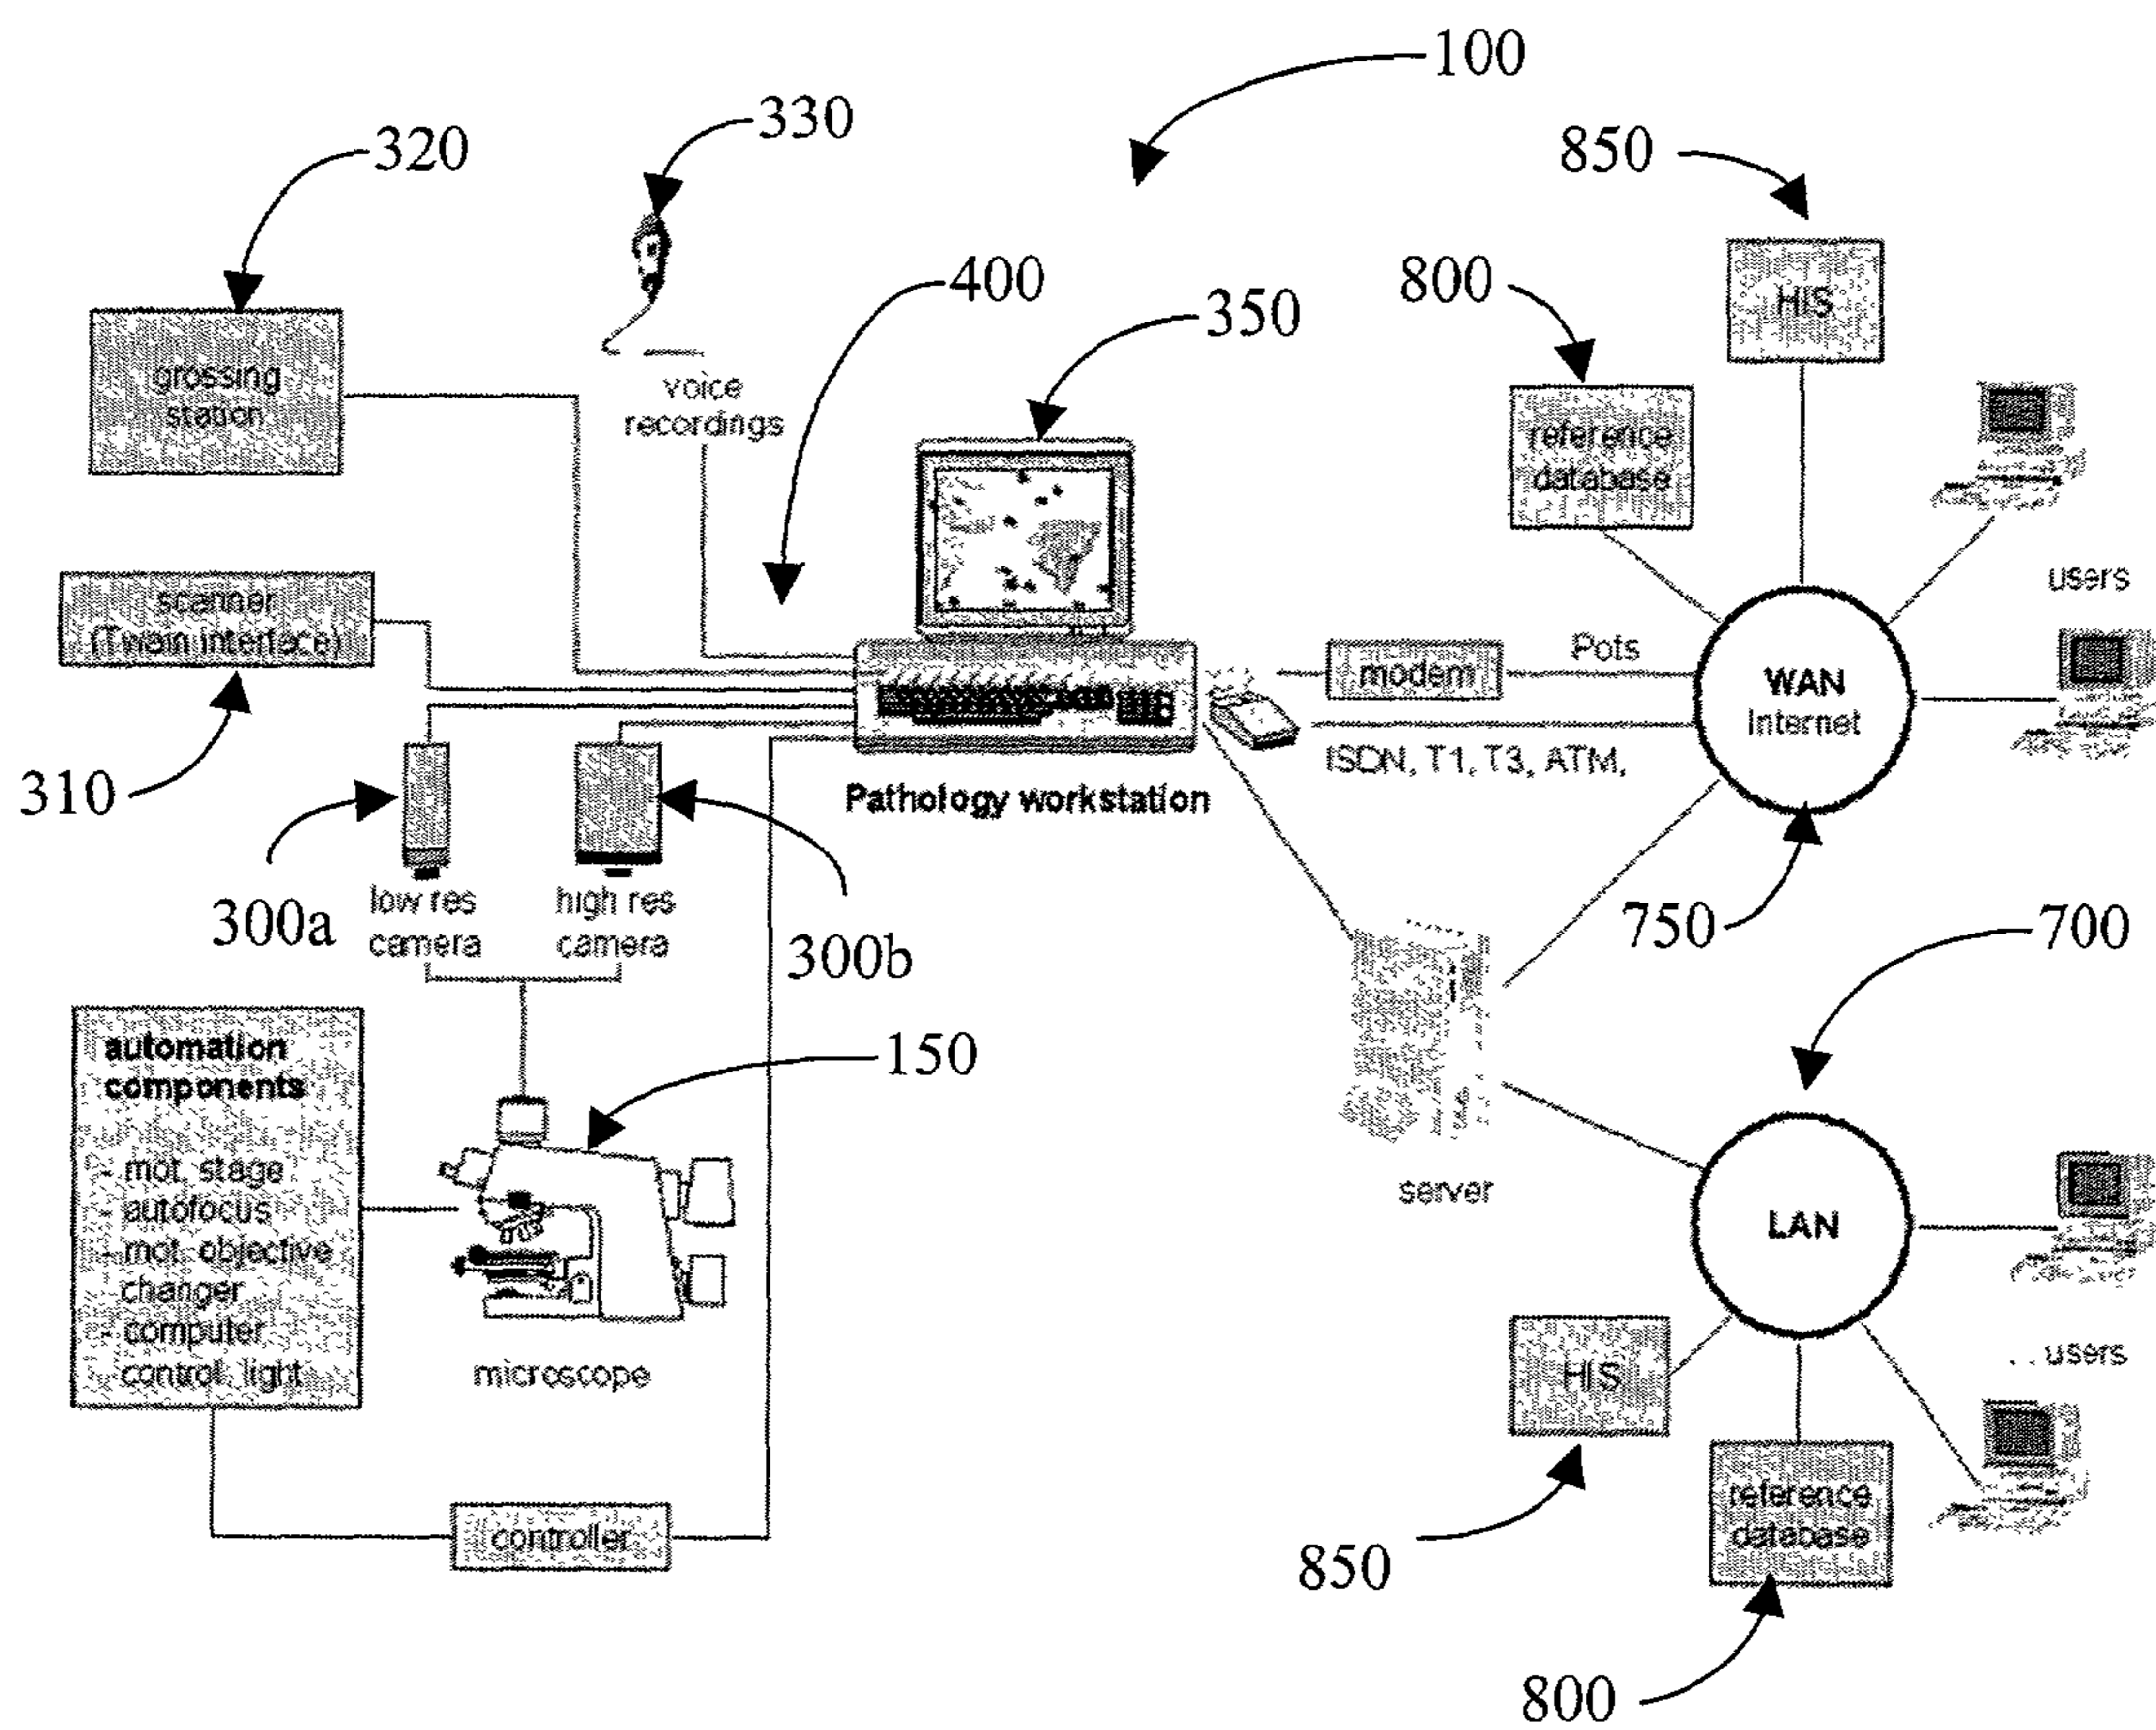 100
330
320
850
400
800
350
HIS
grossing
station
voice
recordings
reference
database
scanner
(Twain interface)
users
modem
Pots
WAN
Internet
ISDN, T1, T3, ATM,
310
Pathology workstation
300a
low res
camera
high res
camera
300b
750
700
automation
components
- mot. stage
- autofocus
- mot. objective
changer
- computer
control. light
150
microscope
server
LAN
HIS
. . users
controller
850
reference
database
800